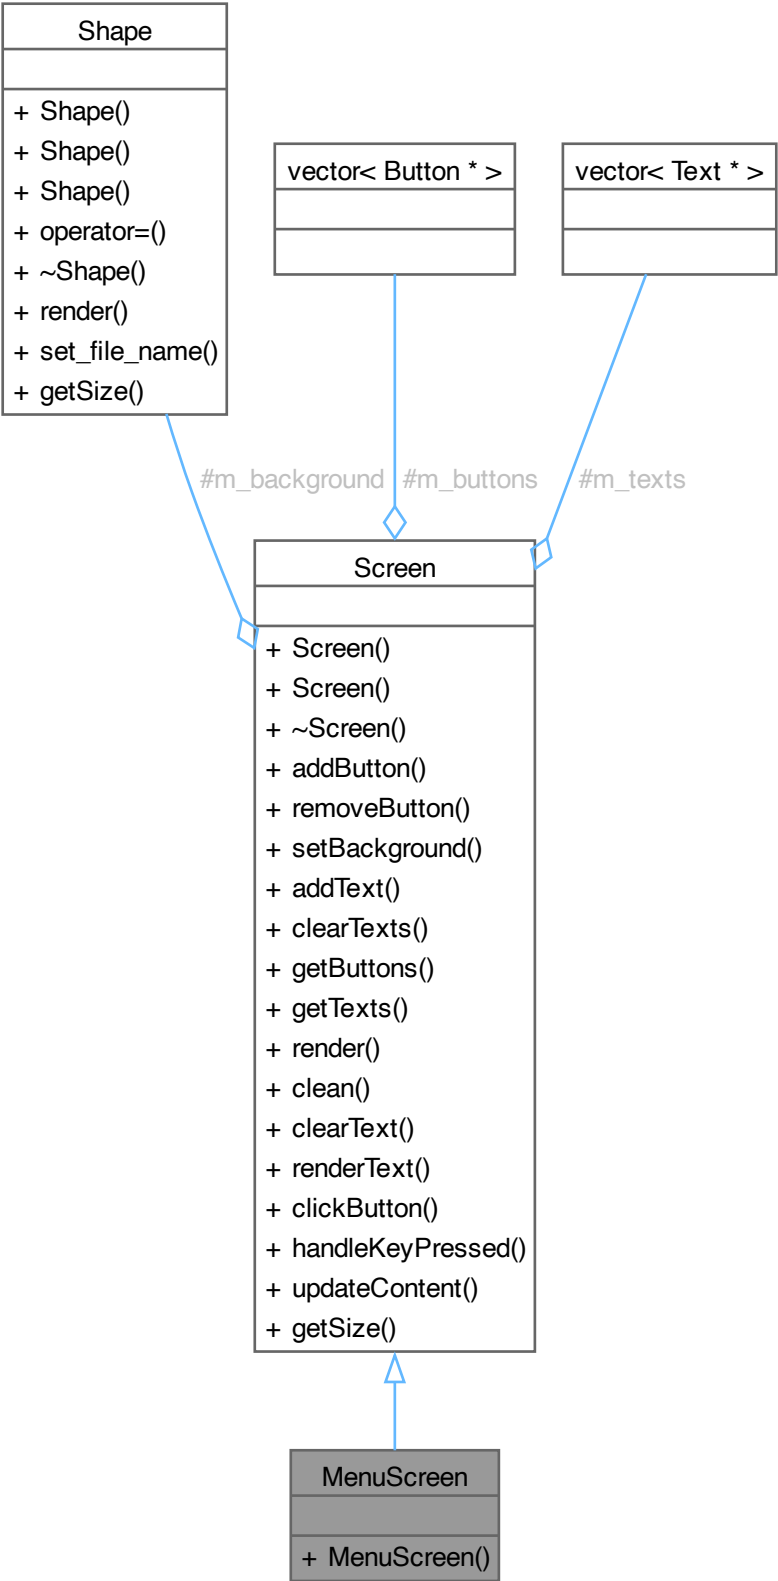 Shape
+ Shape()
+ Shape()
+ Shape()
+ operator=()
+ ~Shape()
+ render()
+ set_file_name()
+ getSize()
vector< Button * >
vector< Text * >
#m_background
#m_buttons
#m_texts
Screen
+ Screen()
+ Screen()
+ ~Screen()
+ addButton()
+ removeButton()
+ setBackground()
+ addText()
+ clearTexts()
+ getButtons()
+ getTexts()
+ render()
+ clean()
+ clearText()
+ renderText()
+ clickButton()
+ handleKeyPressed()
+ updateContent()
+ getSize()
MenuScreen
+ MenuScreen()